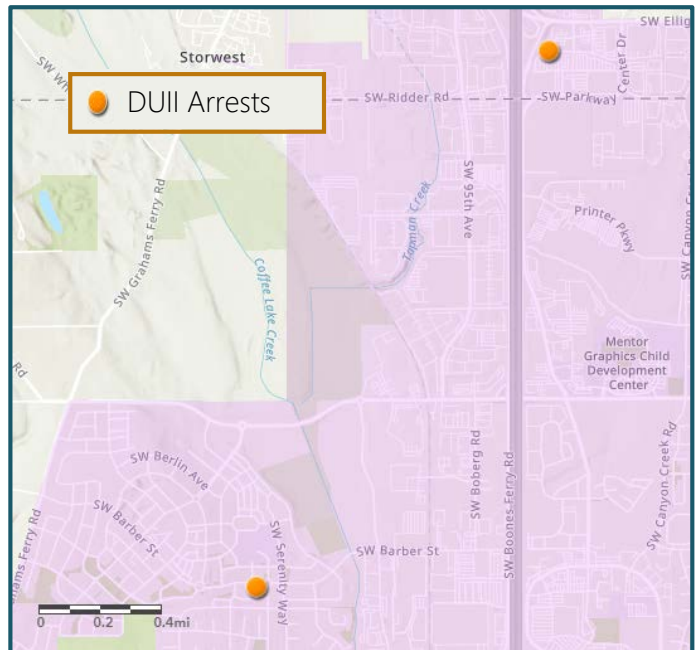 SW Ellig
Storwest
SW Wh
DUII Arrests
Center Dr
SW Ridder Rd
SW Parkway
SW Grahams Ferry Rd
SW 95th Ave
Tapman Creek
Printer Pkwy
SW Canyon C
Coffee Lake Creek
Mentor
Graphics Child
Development
Center
Rd
SW Berlin Ave
SW Barber St
SW Boberg Rd
SW Boones Ferry Rd
SW Canyon Creek Rd
ahams Ferry Rd
SW Serenity Way
SW Barber St
0 0.2 0.4mi